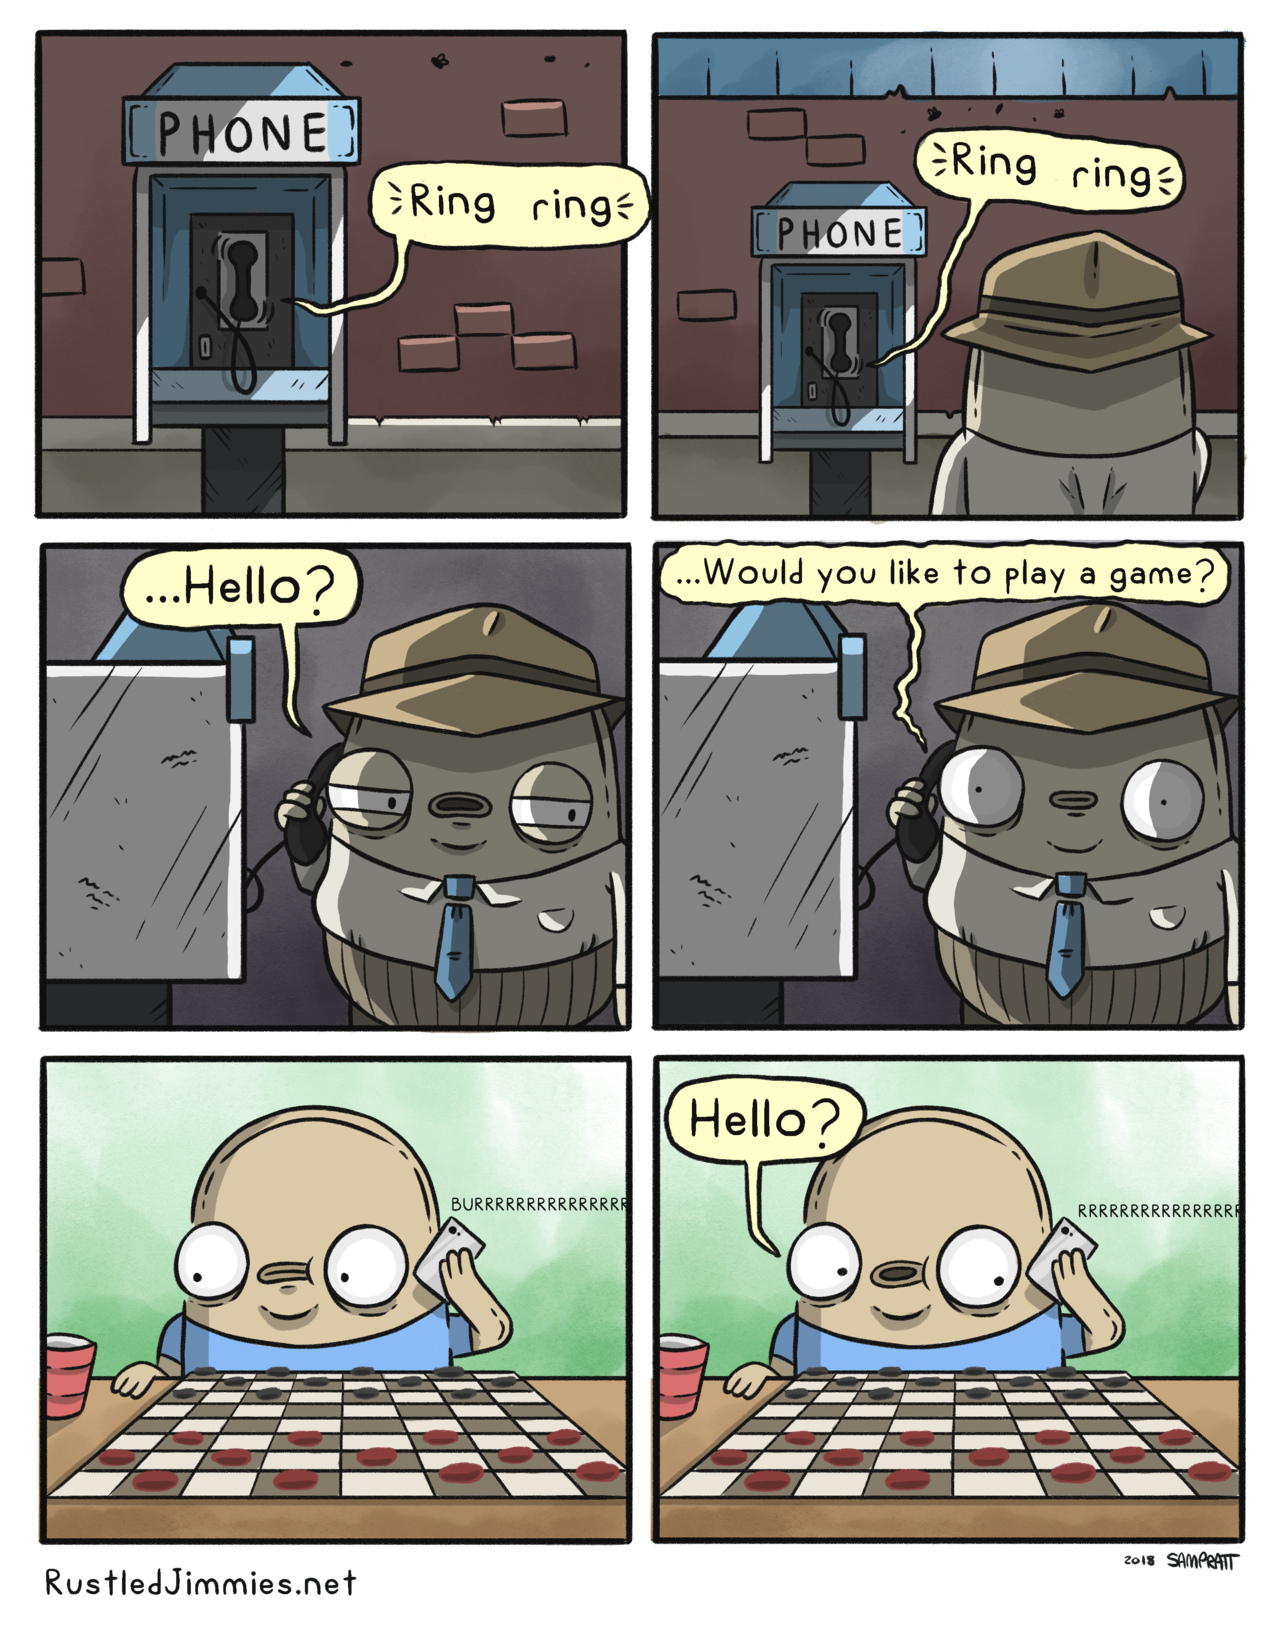 PHONE
Ring ring
PHONE
Ring ring
...Hello?
...Would you like to play a game?
BURRRRRRRRRRRRRRR
Hello?
RRRRRRRRRRRRRRRR
2018 SAMPRATT
RustledJimmies.net